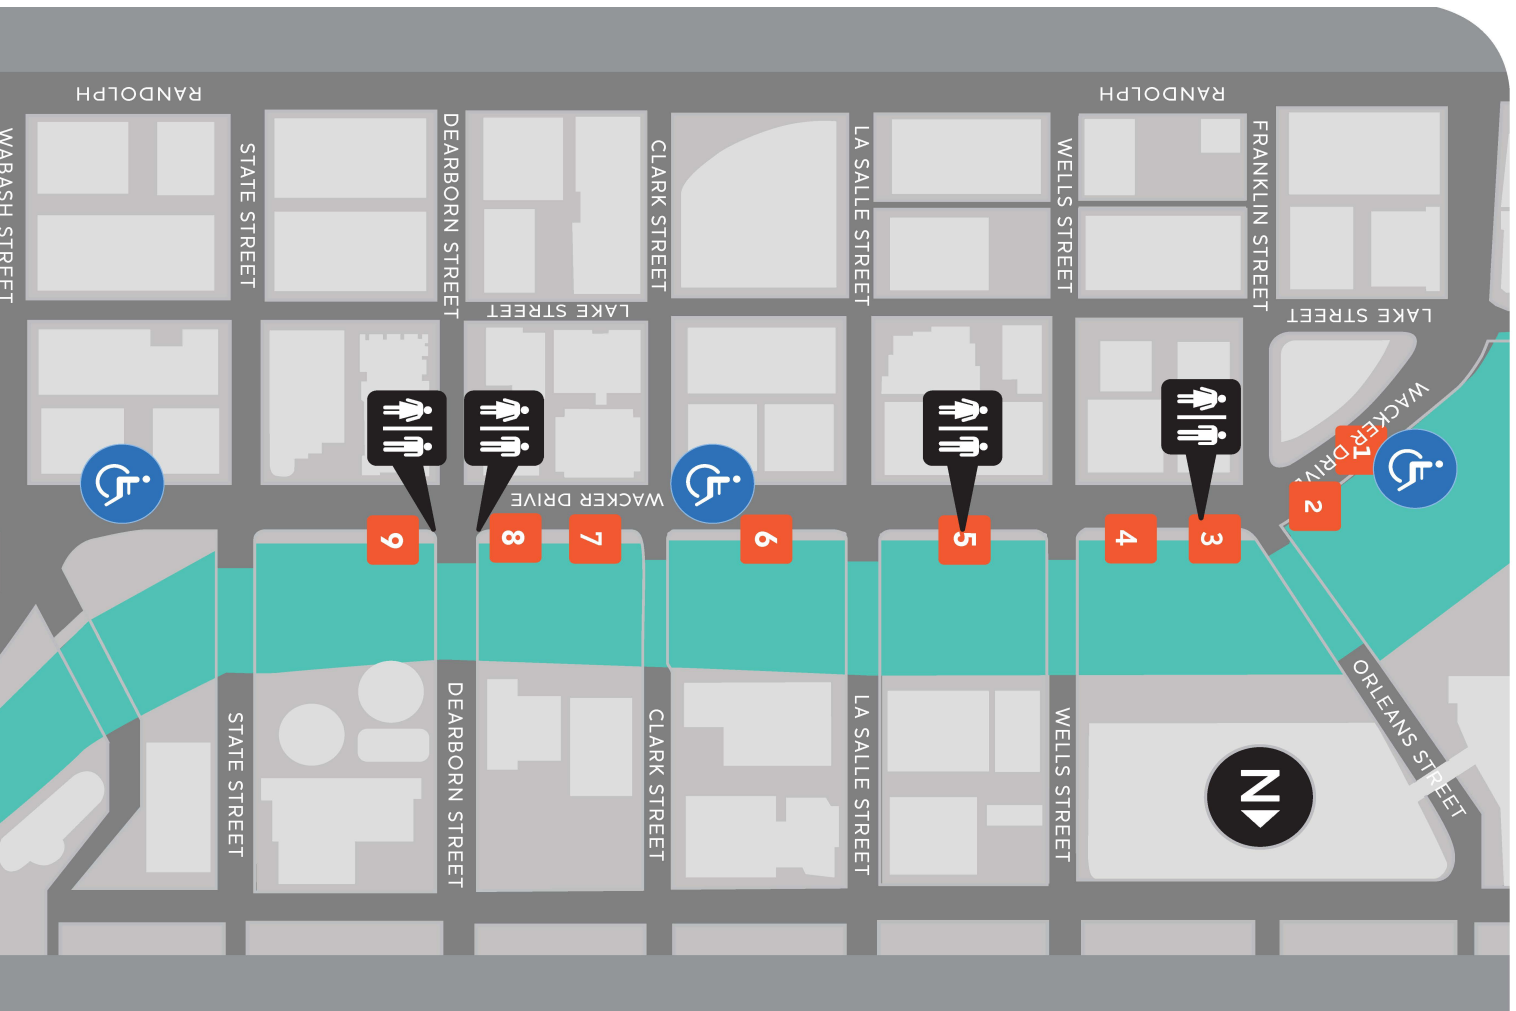 RANDOLPH
RANDOLPH
WABASH STREET
STATE STREET
DEARBORN STREET
CLARK STREET
LA SALLE STREET
WELLS STREET
FRANKLIN STREET
LAKE STREET
LAKE STREET
WACKER DRIVE
WACKER DRIVE
1
2
3
4
5
6
7
8
9
STATE STREET
DEARBORN STREET
CLARK STREET
LA SALLE STREET
WELLS STREET
ORLEANS STREET
N